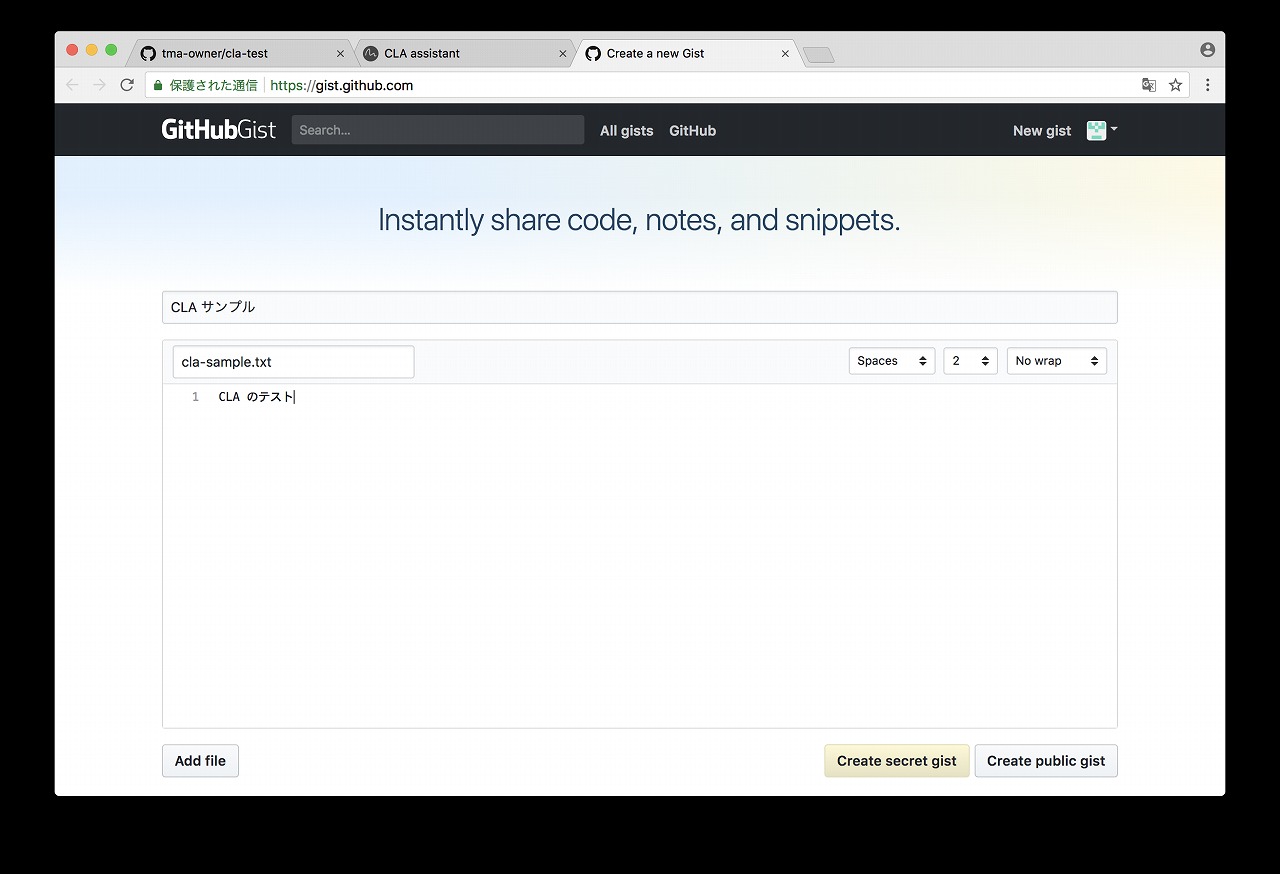 tma-owner/cla-test
CLA assistant
Create a new Gist
保護された通信 https://gist.github.com
GitHubGist Search... All gists GitHub New gist
Instantly share code, notes, and snippets.
CLA サンプル
cla-sample.txt Spaces 2 No wrap
1 CLA のテスト
Add file Create secret gist Create public gist